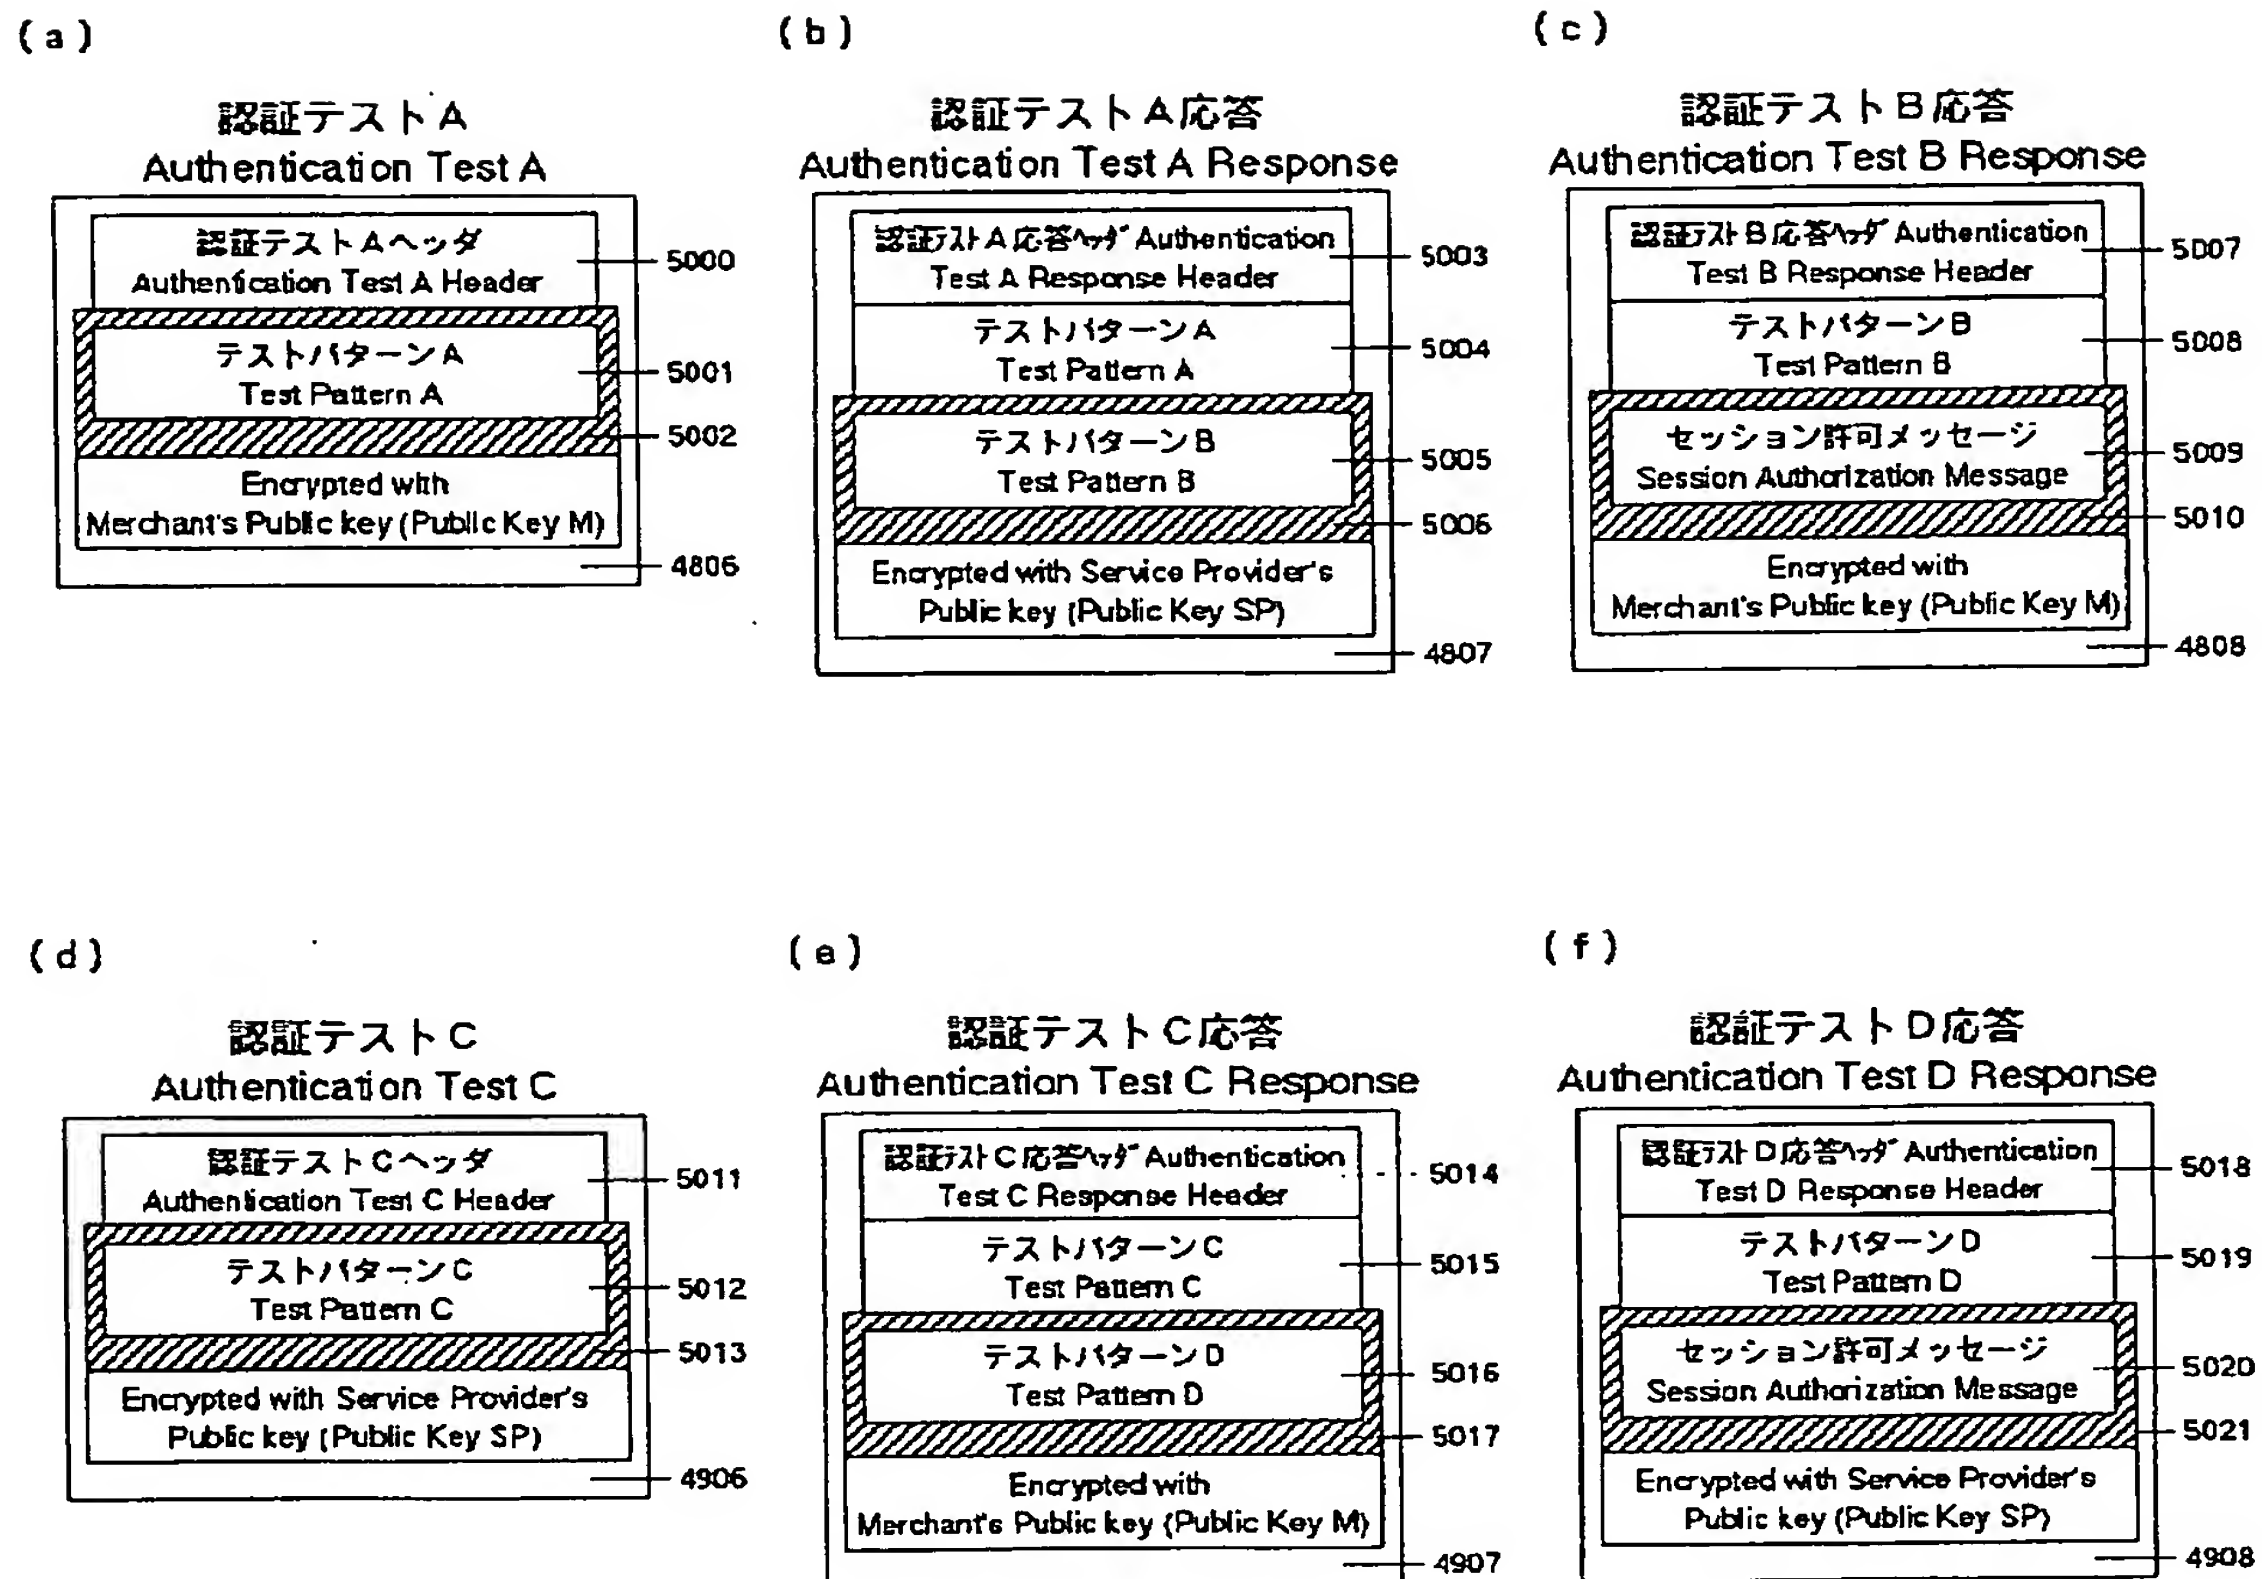 (a)
認証テストA
Authentication Test A
認証テストAヘッダ
Authentication Test A Header
5000
テストパターンA
Test Pattern A
5001
5002
Encrypted with
Merchant's Public key (Public Key M)
4806
(b)
認証テストA応答
Authentication Test A Response
認証テストA応答ヘッダ Authentication
Test A Response Header
5003
テストパターンA
Test Pattern A
5004
テストパターンB
Test Pattern B
5005
5006
Encrypted with Service Provider's
Public key (Public Key SP)
4807
(c)
認証テストB応答
Authentication Test B Response
認証テストB応答ヘッダ Authentication
Test B Response Header
5007
テストパターンB
Test Pattern B
5008
セッション許可メッセージ
Session Authorization Message
5009
5010
Encrypted with
Merchant's Public key (Public Key M)
4808
(d)
認証テストC
Authentication Test C
認証テストCヘッダ
Authentication Test C Header
5011
テストパターンC
Test Pattern C
5012
5013
Encrypted with Service Provider's
Public key (Public Key SP)
4906
(e)
認証テストC応答
Authentication Test C Response
認証テストC応答ヘッダ Authentication
Test C Response Header
5014
テストパターンC
Test Pattern C
5015
テストパターンD
Test Pattern D
5016
5017
Encrypted with
Merchant's Public key (Public Key M)
4907
(f)
認証テストD応答
Authentication Test D Response
認証テストD応答ヘッダ Authentication
Test D Response Header
5018
テストパターンD
Test Pattern D
5019
セッション許可メッセージ
Session Authorization Message
5020
5021
Encrypted with Service Provider's
Public key (Public Key SP)
4908